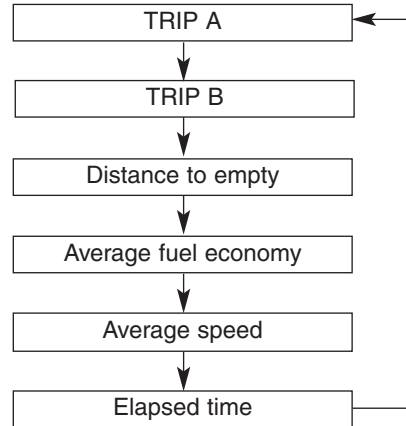 TRIP A
TRIP B
Distance to empty
Average fuel economy
Average speed
Elapsed time